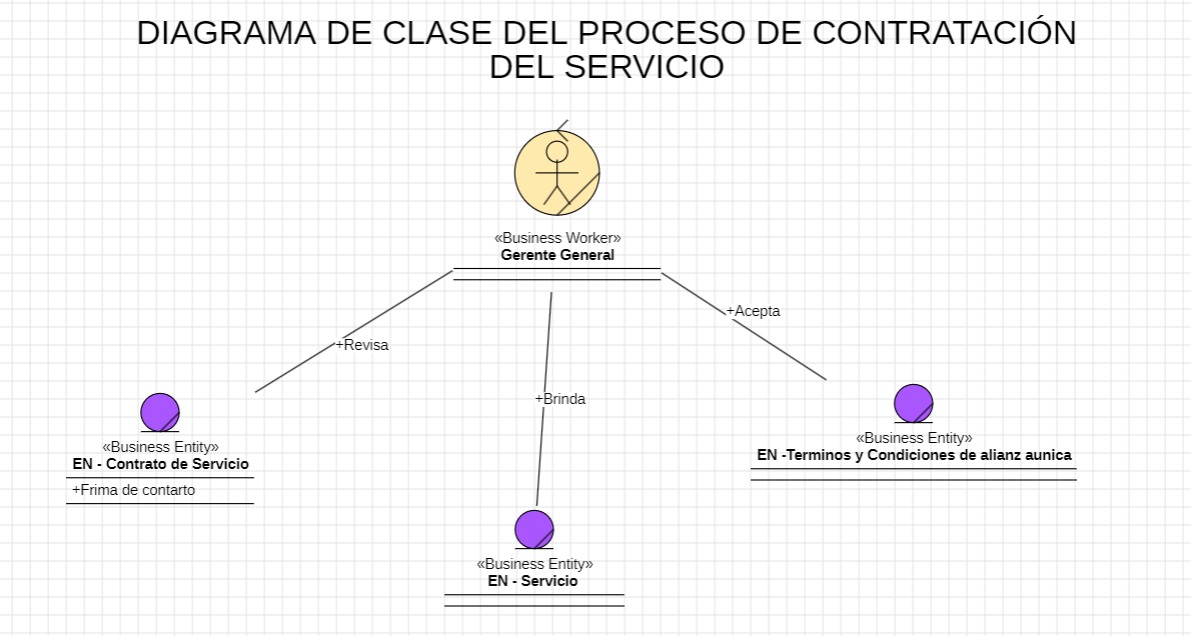 DIAGRAMA DE CLASE DEL PROCESO DE CONTRATACIÓN
DEL SERVICIO
«Business Worker»
Gerente General
+Acepta
+Revisa
+Brinda
«Business Entity»
EN - Contrato de Servicio
+Frima de contarto
«Business Entity»
EN -Terminos y Condiciones de alianz aunica
«Business Entity»
EN - Servicio